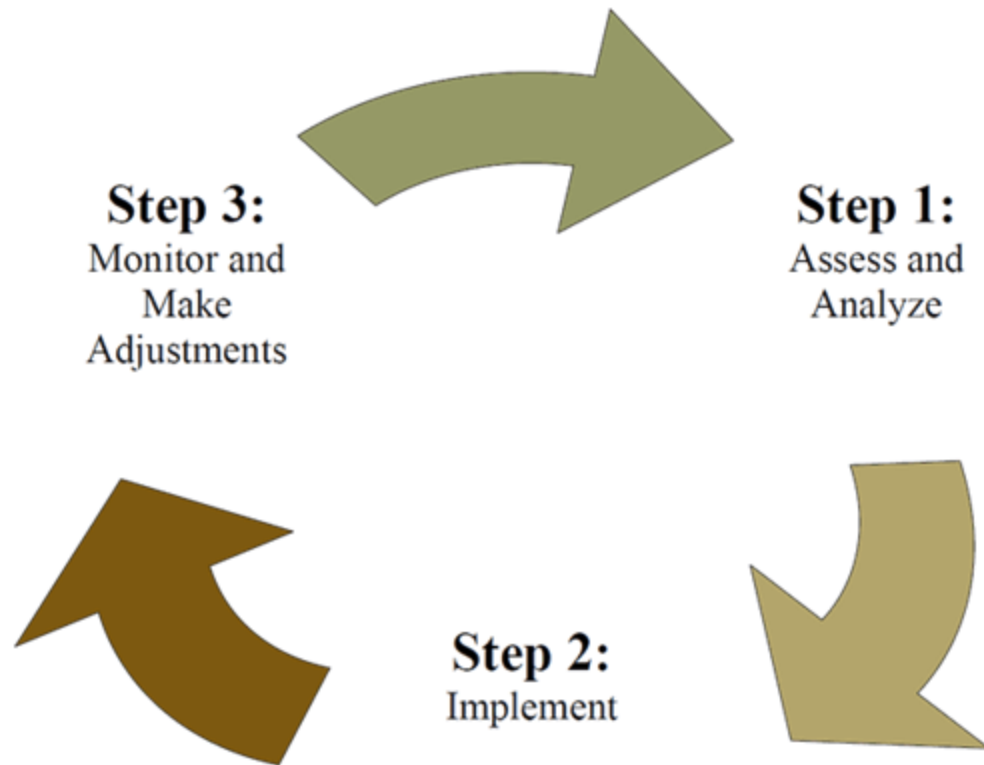 Step 1:
Assess and
Analyze
Step 2:
Implement
Step 3:
Monitor and
Make
Adjustments